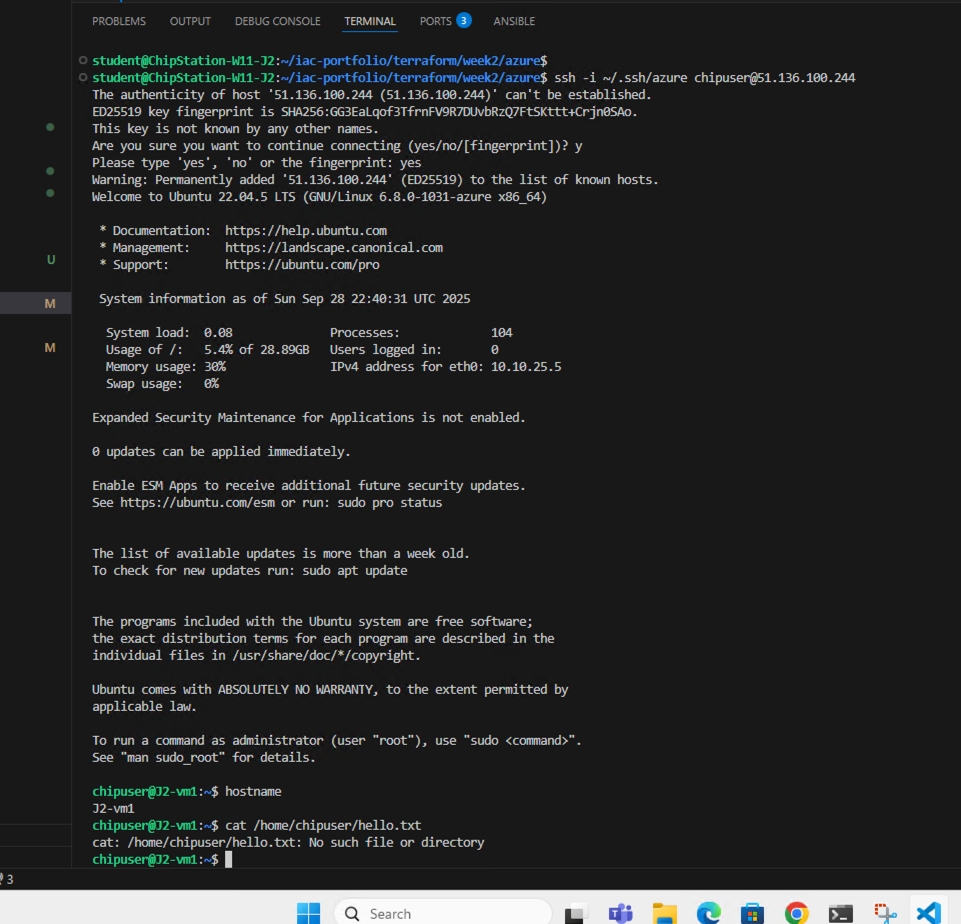 PROBLEMS OUTPUT DEBUG CONSOLE TERMINAL PORTS 3 ANSIBLE
student@ChipStation-W11-J2:~/iac-portfolio/terraform/week2/azure$
student@ChipStation-W11-J2:~/iac-portfolio/terraform/week2/azure$ ssh -i ~/.ssh/azure chipuser@51.136.100.244
The authenticity of host '51.136.100.244 (51.136.100.244)' can't be established.
ED25519 key fingerprint is SHA256:GG3EaLqof3TfrnFV9R7DUvbRzQ7FtSKttt+Crjn0SAo.
This key is not known by any other names.
Are you sure you want to continue connecting (yes/no/[fingerprint])? y
Please type 'yes', 'no' or the fingerprint: yes
Warning: Permanently added '51.136.100.244' (ED25519) to the list of known hosts.
Welcome to Ubuntu 22.04.5 LTS (GNU/Linux 6.8.0-1031-azure x86_64)
* Documentation: https://help.ubuntu.com
* Management: https://landscape.canonical.com
* Support: https://ubuntu.com/pro
U
System information as of Sun Sep 28 22:40:31 UTC 2025
M
System load: 0.08 Processes: 104
Usage of /: 5.4% of 28.89GB Users logged in: 0
M
Memory usage: 30% IPv4 address for eth0: 10.10.25.5
Swap usage: 0%
Expanded Security Maintenance for Applications is not enabled.
0 updates can be applied immediately.
Enable ESM Apps to receive additional future security updates.
See https://ubuntu.com/esm or run: sudo pro status
The list of available updates is more than a week old.
To check for new updates run: sudo apt update
The programs included with the Ubuntu system are free software;
the exact distribution terms for each program are described in the
individual files in /usr/share/doc/*/copyright.
Ubuntu comes with ABSOLUTELY NO WARRANTY, to the extent permitted by
applicable law.
To run a command as administrator (user "root"), use "sudo <command>".
See "man sudo_root" for details.
chipuser@J2-vm1:~$ hostname
J2-vm1
chipuser@J2-vm1:~$ cat /home/chipuser/hello.txt
cat: /home/chipuser/hello.txt: No such file or directory
chipuser@J2-vm1:~$
3
Search